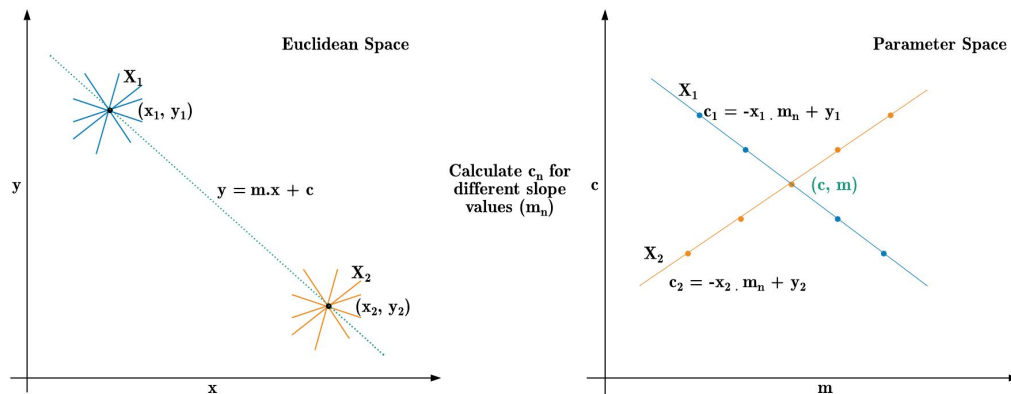 Euclidean Space
X₁
(x₁, y₁)
y
y = m.x + c
X₂
(x₂, y₂)
x
Calculate cₙ for
different slope
values (mₙ)
Parameter Space
X₁
c₁ = -x₁ . mₙ + y₁
c
(c, m)
X₂
c₂ = -x₂ . mₙ + y₂
m